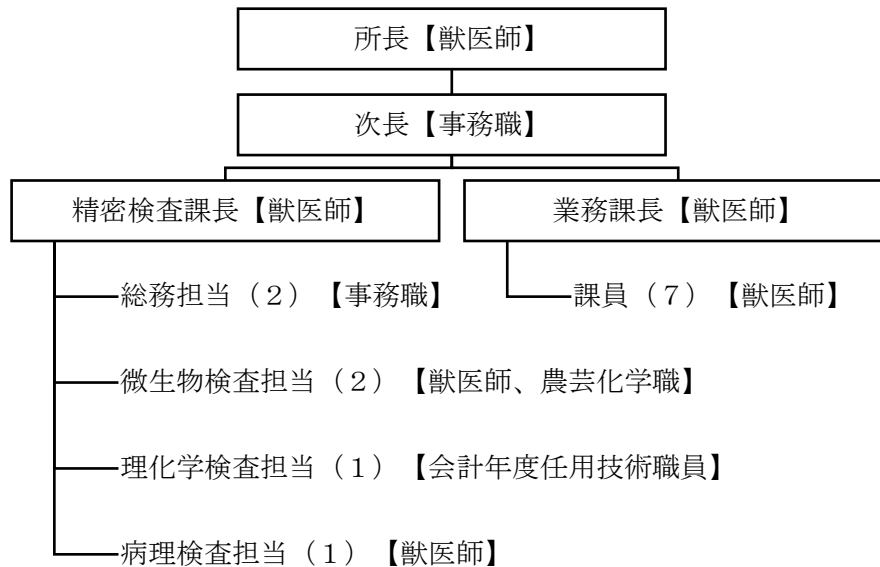 所長【獣医師】
次長【事務職】
精密検査課長【獣医師】
業務課長【獣医師】
総務担当(2)【事務職】
課員(7)【獣医師】
微生物検査担当(2)【獣医師、農芸化学職】
理化学検査担当(1)【会計年度任用技術職員】
病理検査担当(1)【獣医師】